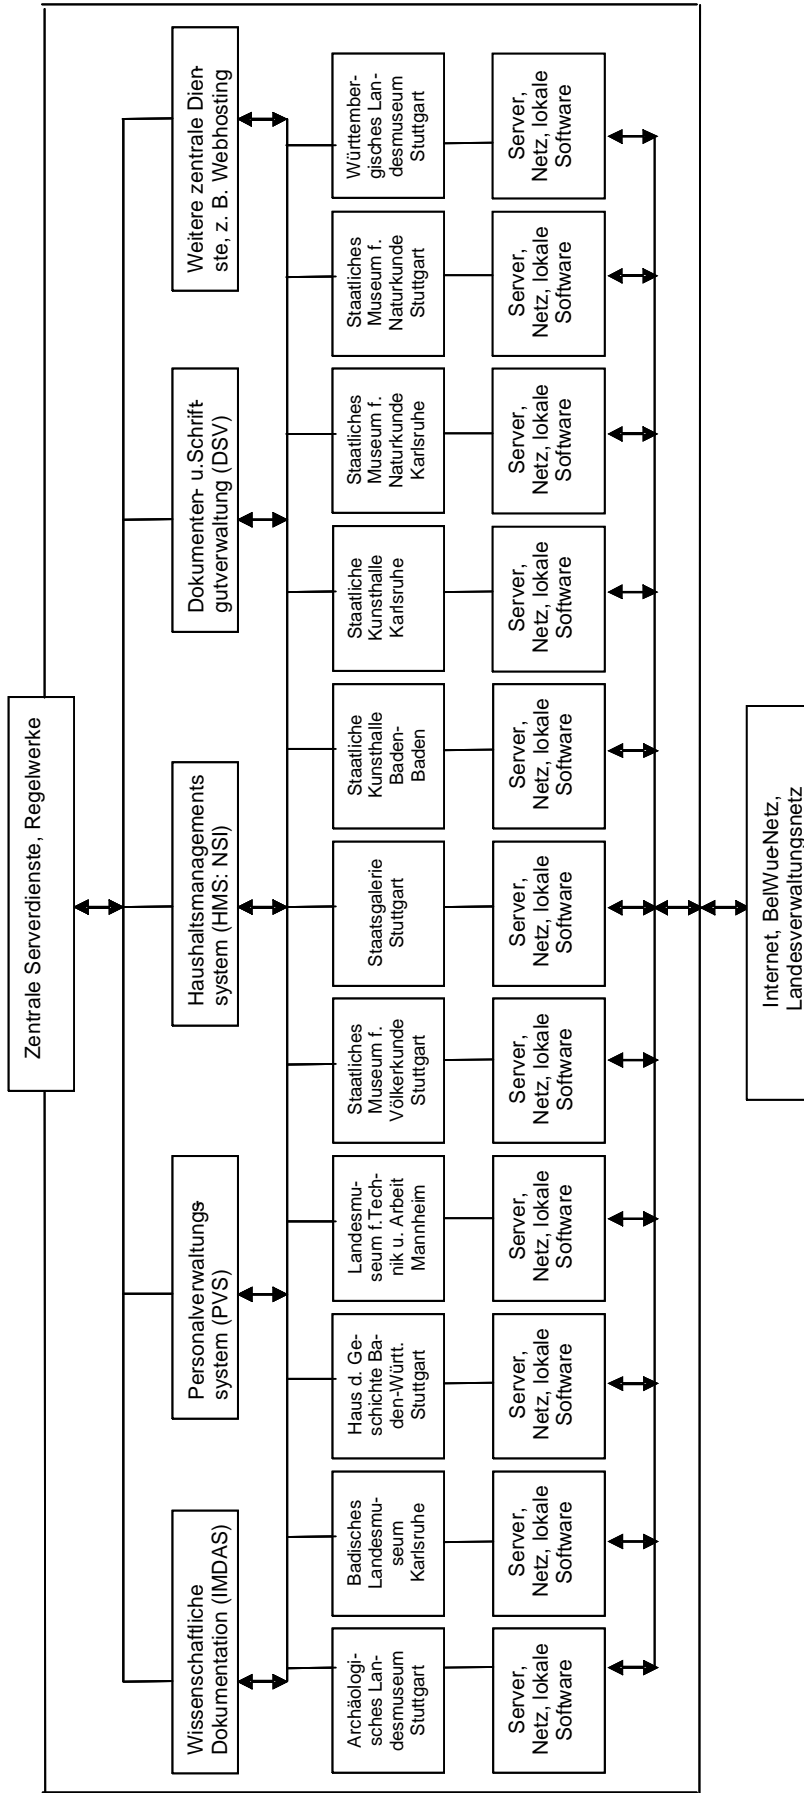 Zentrale Serverdienste, Regelwerke
Wissenschaftliche
Dokumentation (IMDAS)
Personalverwaltungs-
system (PVS)
Haushaltsmanagements
system (HMS: NSI)
Dokumenten- u.Schrift-
gutverwaltung (DSV)
Weitere zentrale Dien-
ste, z. B. Webhosting
Archäologi-
sches Lan-
desmuseum
Stuttgart
Badisches
Landesmu-
seum
Karlsruhe
Haus d. Ge-
schichte Ba-
den-Württ.
Stuttgart
Landesmu-
seum f.Tech-
nik u. Arbeit
Mannheim
Staatliches
Museum f.
Völkerkunde
Stuttgart
Staatsgalerie
Stuttgart
Staatliche
Kunsthalle
Baden-
Baden
Staatliche
Kunsthalle
Karlsruhe
Staatliches
Museum f.
Naturkunde
Karlsruhe
Staatliches
Museum f.
Naturkunde
Stuttgart
Württember-
gisches Lan-
desmuseum
Stuttgart
Server,
Netz, lokale
Software
Server,
Netz, lokale
Software
Server,
Netz, lokale
Software
Server,
Netz, lokale
Software
Server,
Netz, lokale
Software
Server,
Netz, lokale
Software
Server,
Netz, lokale
Software
Server,
Netz, lokale
Software
Server,
Netz, lokale
Software
Server,
Netz, lokale
Software
Server,
Netz, lokale
Software
Internet, BelWue-Netz,
Landesverwaltungsnetz